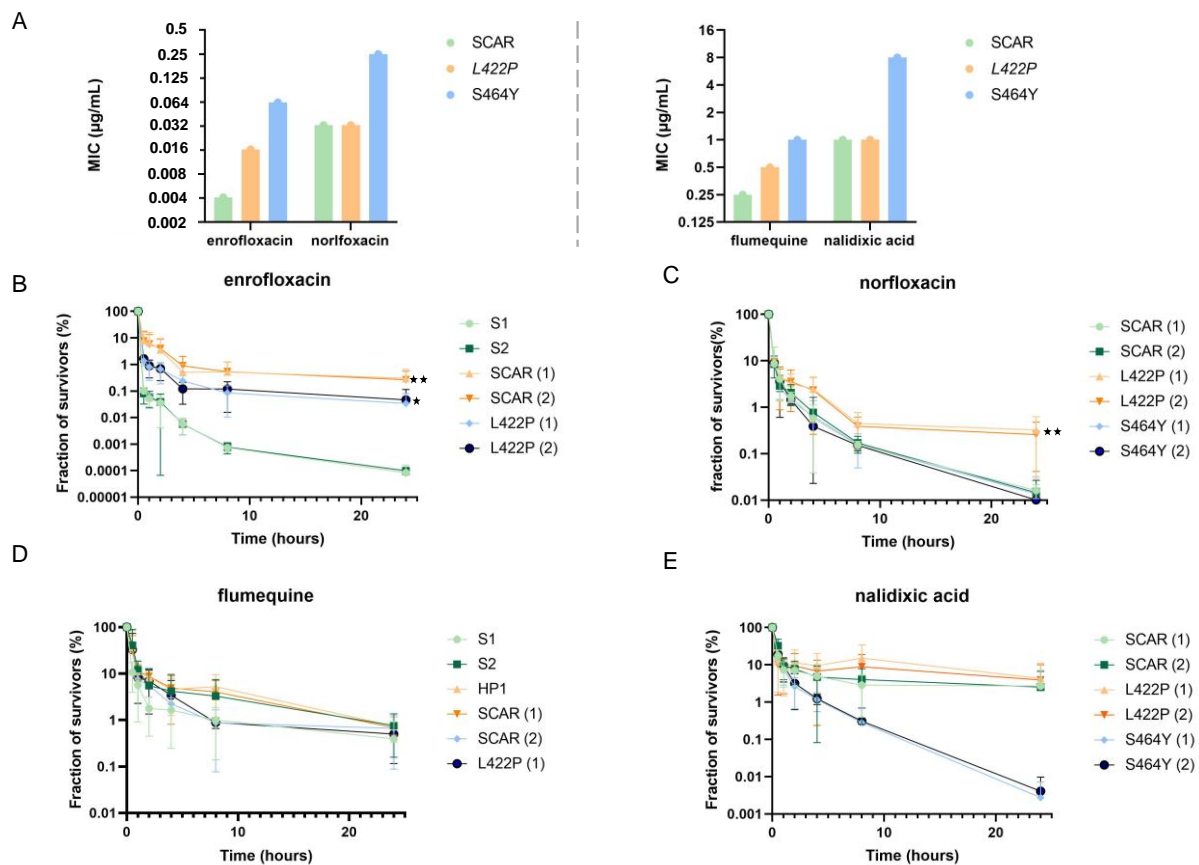 A
MIC (µg/mL)
0.5
0.25
0.125
0.064
0.032
0.016
0.008
0.004
0.002
enrofloxacin
norlfoxacin
SCAR
L422P
S464Y
MIC (µg/mL)
16
8
4
2
1
0.5
0.25
0.125
flumequine
nalidixic acid
SCAR
L422P
S464Y
B
enrofloxacin
Fraction of survivors (%)
100
10
1
0.1
0.01
0.001
0.0001
0.00001
0
10
20
Time (hours)
S1
S2
SCAR (1)
SCAR (2)
L422P (1)
L422P (2)
C
norfloxacin
fraction of survivors(%)
100
10
1
0.1
0.01
0
10
20
Time (hours)
SCAR (1)
SCAR (2)
L422P (1)
L422P (2)
S464Y (1)
S464Y (2)
D
flumequine
Fraction of survivors (%)
100
10
1
0.1
0.01
0
10
20
Time (hours)
S1
S2
HP1
SCAR (1)
SCAR (2)
L422P (1)
E
nalidixic acid
Fraction of survivors (%)
100
10
1
0.1
0.01
0.001
0
10
20
Time (hours)
SCAR (1)
SCAR (2)
L422P (1)
L422P (2)
S464Y (1)
S464Y (2)